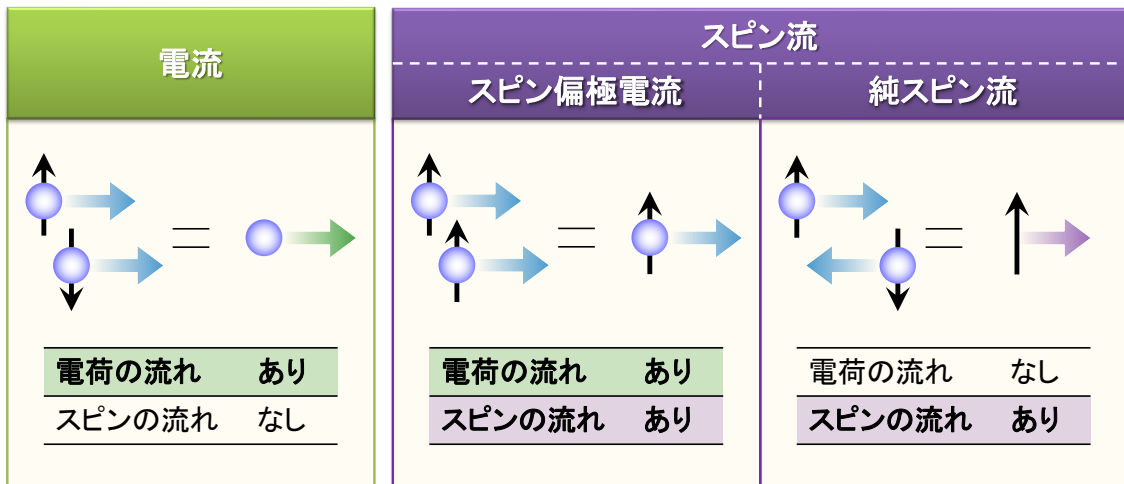 電流
スピン流
スピン偏極電流
純スピン流
電荷の流れ あり
スピンの流れ なし
電荷の流れ あり
スピンの流れ あり
電荷の流れ なし
スピンの流れ あり